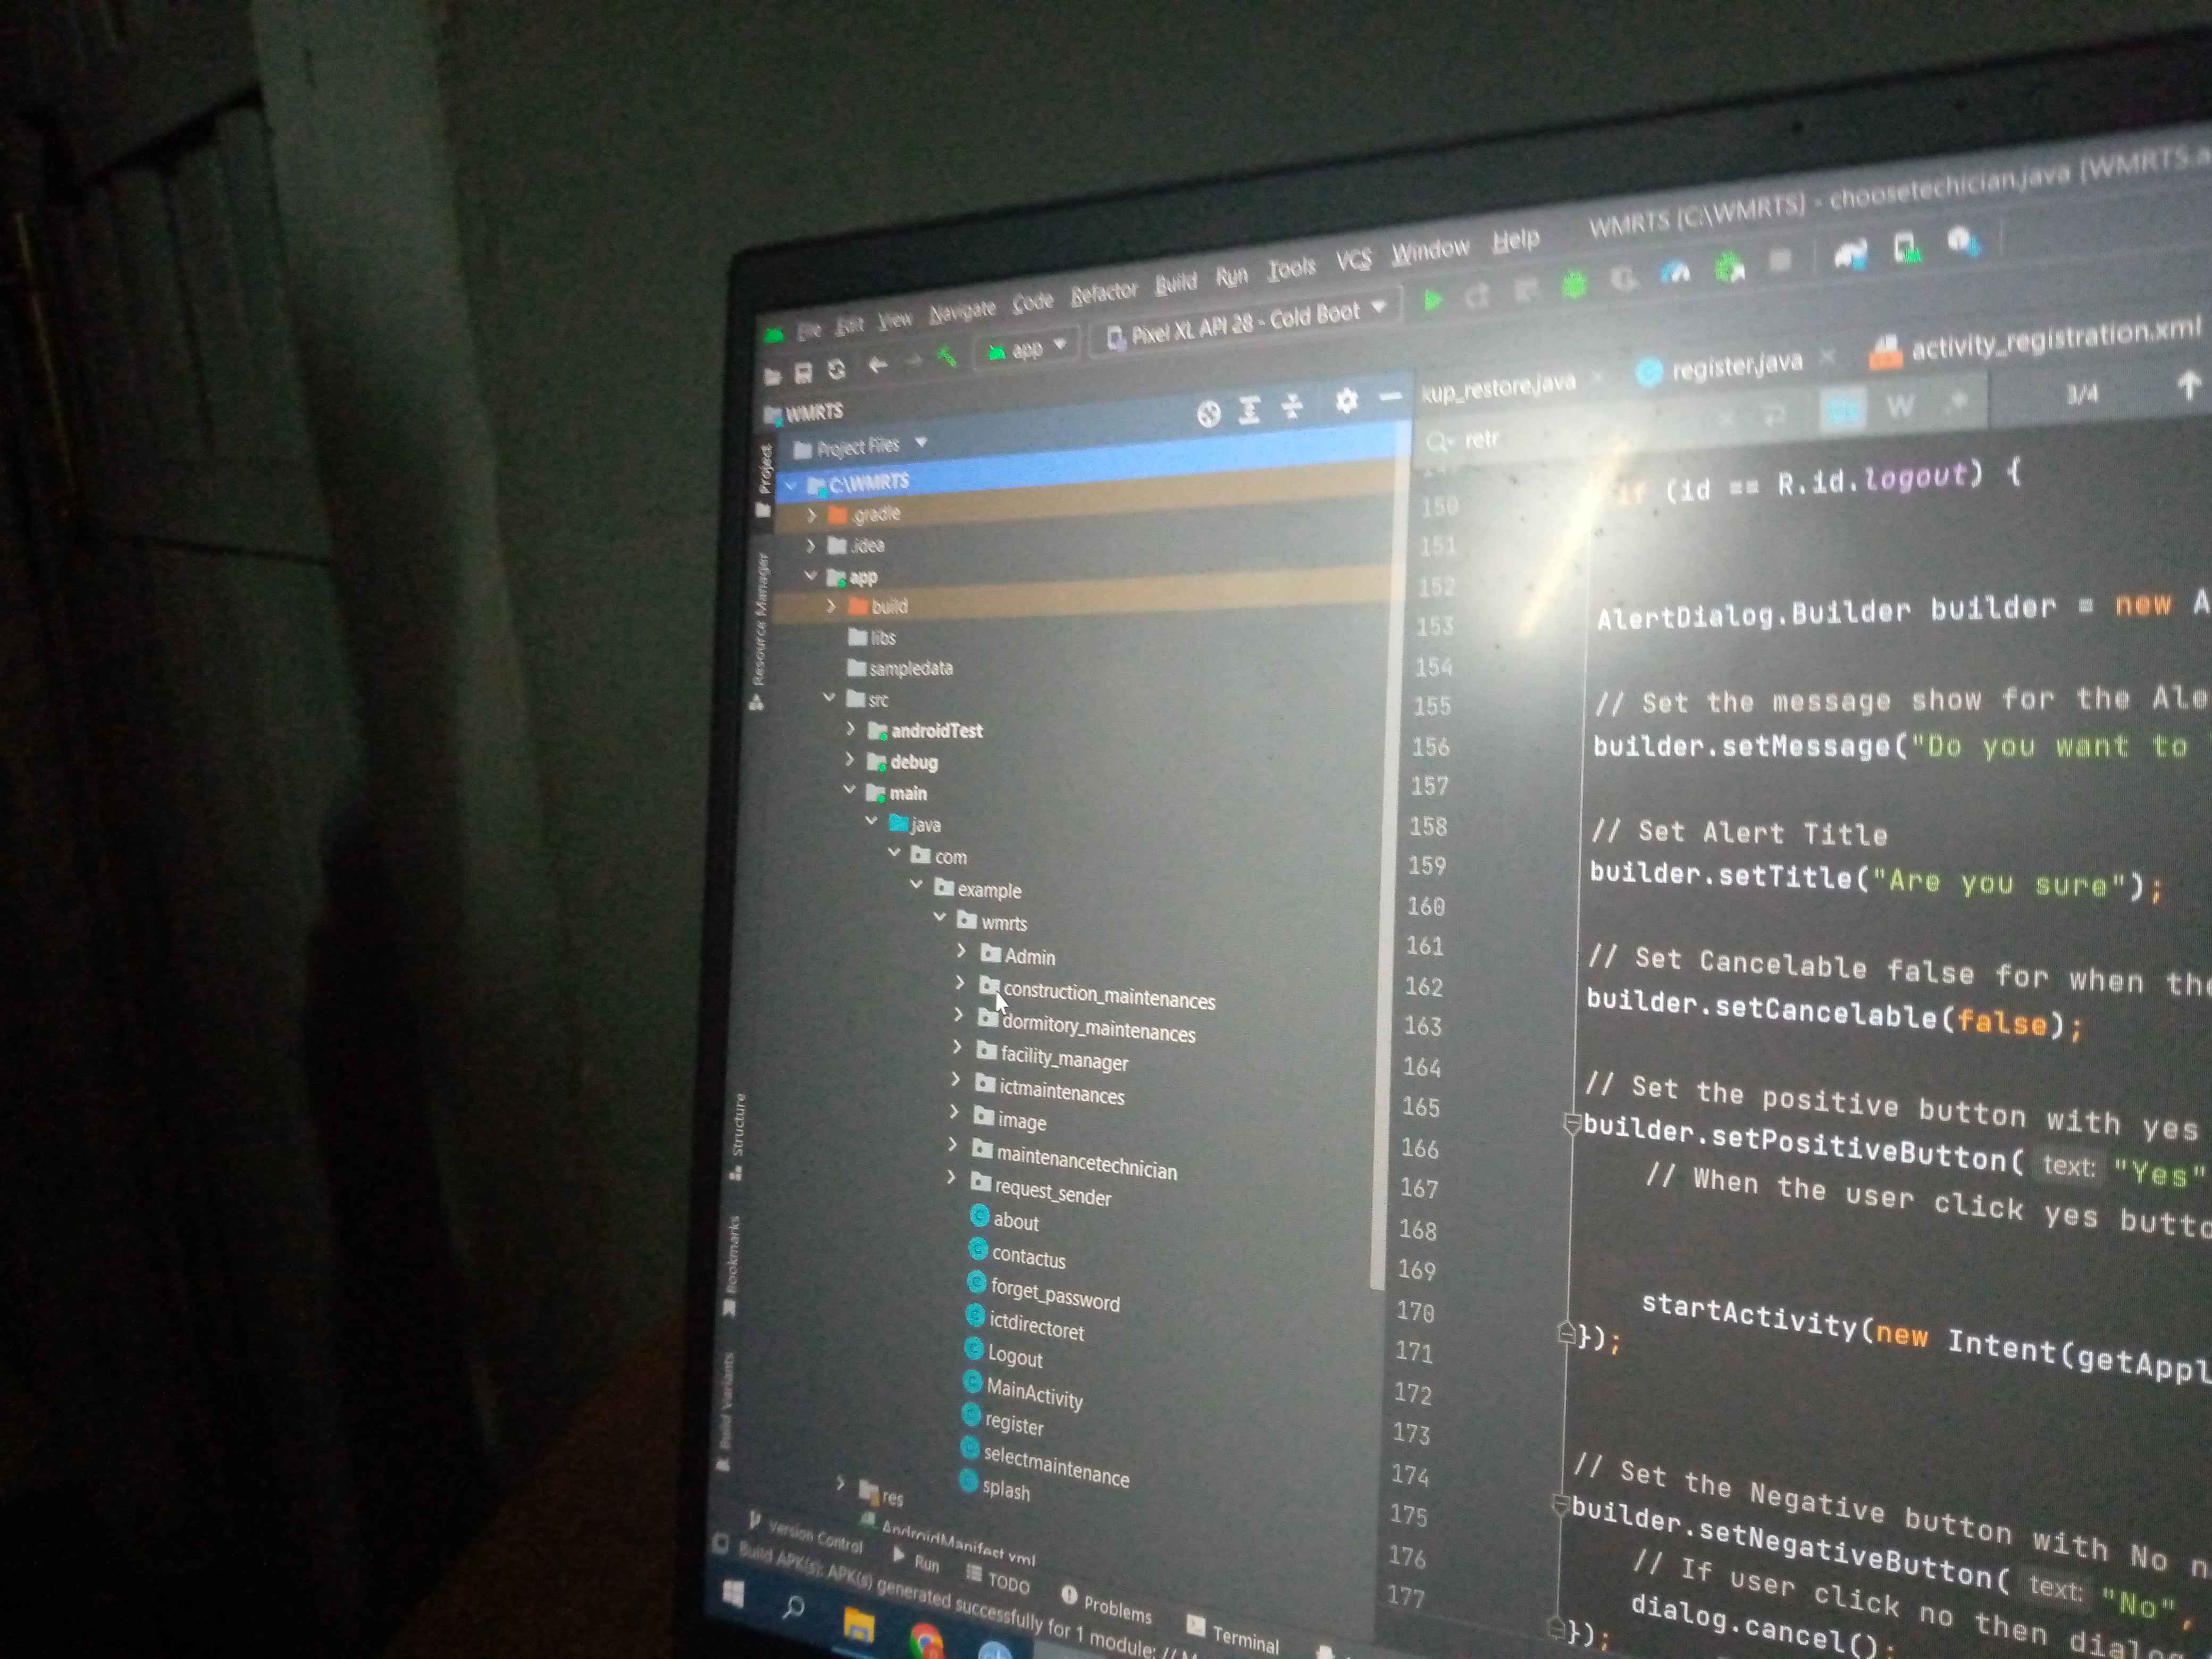 WMRTS [C:\WMRTS] - choosetechician.java [WMRTS.a
File Edit View Navigate Code Refactor Build Run Tools VCS Window Help
app Pixel XL API 28 - Cold Boot
WMRTS
Project Files
C:\WMRTS
.gradle
.idea
app
build
libs
sampledata
src
androidTest
debug
main
java
com
example
wmrts
Admin
construction_maintenances
dormitory_maintenances
facility_manager
ictmaintenances
image
maintenancetechnician
request_sender
about
contactus
forget_password
ictdirectoret
Logout
MainActivity
register
selectmaintenance
splash
res
AndroidManifest.xml
Project
Resource Manager
Structure
Bookmarks
Build Variants
kup_restore.java register.java activity_registration.xml
retr W 3/4
150 if (id == R.id.logout) {
151
152
153 AlertDialog.Builder builder = new A
154
155 // Set the message show for the Ale
156 builder.setMessage("Do you want to
157
158 // Set Alert Title
159 builder.setTitle("Are you sure");
160
161 // Set Cancelable false for when the
162 builder.setCancelable(false);
163
164 // Set the positive button with yes
165 builder.setPositiveButton( text: "Yes"
166 // When the user click yes butto
167
168
169 startActivity(new Intent(getAppl
170 });
171
172
173 // Set the Negative button with No n
174 builder.setNegativeButton( text: "No",
175 // If user click no then dialog
176 dialog.cancel();
177 });
Version Control Run TODO Problems Terminal
Build APK(s): APK(s) generated successfully for 1 module: // M